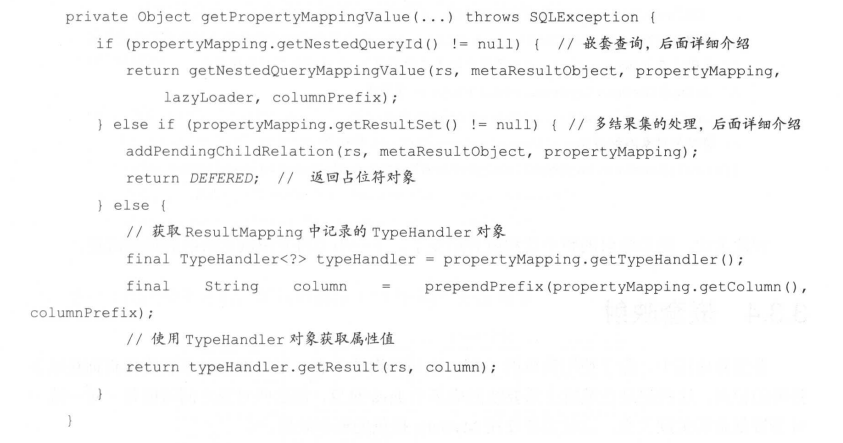 private Object getPropertyMappingValue(...) throws SQLException {
if (propertyMapping.getNestedQueryId() != null) { // 嵌套查询，后面详细介绍
return getNestedQueryMappingValue(rs, metaResultObject, propertyMapping,
lazyLoader, columnPrefix);
} else if (propertyMapping.getResultSet() != null) { // 多结果集的处理，后面详细介绍
addPendingChildRelation(rs, metaResultObject, propertyMapping);
return DEFERED; // 返回占位符对象
} else {
// 获取 ResultMapping 中记录的 TypeHandler 对象
final TypeHandler<?> typeHandler = propertyMapping.getTypeHandler();
final String column = prependPrefix(propertyMapping.getColumn(),
columnPrefix);
// 使用 TypeHandler 对象获取属性值
return typeHandler.getResult(rs, column);
}
}